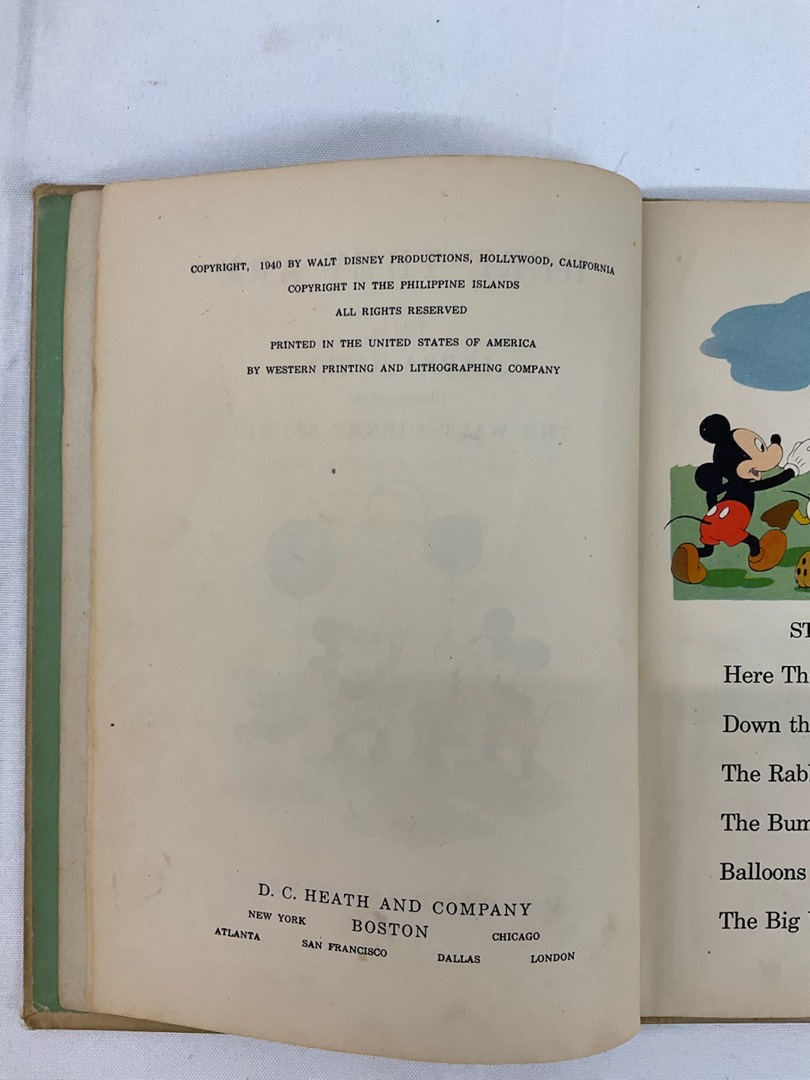 COPYRIGHT, 1940 BY WALT DISNEY PRODUCTIONS, HOLLYWOOD, CALIFORNIA
COPYRIGHT IN THE PHILIPPINE ISLANDS
ALL RIGHTS RESERVED
PRINTED IN THE UNITED STATES OF AMERICA
BY WESTERN PRINTING AND LITHOGRAPHING COMPANY
D. C. HEATH AND COMPANY
NEW YORK BOSTON CHICAGO
ATLANTA SAN FRANCISCO DALLAS LONDON
ST
Here Th
Down th
The Rab
The Bum
Balloons
The Big